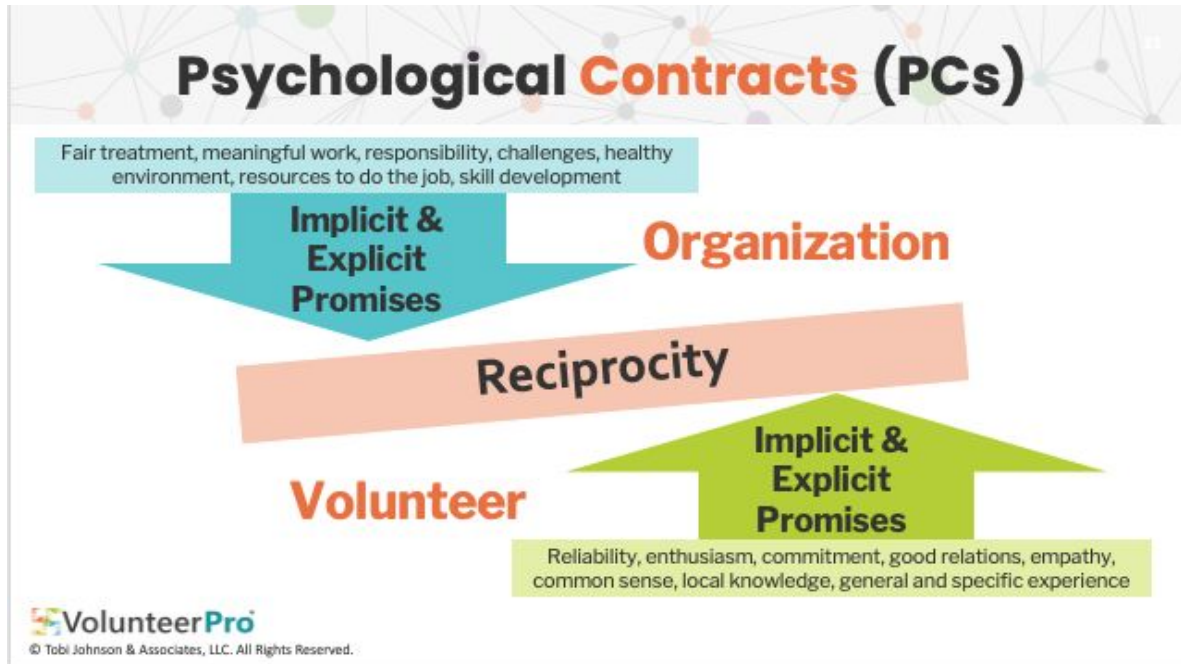 Psychological Contracts (PCs)
Fair treatment, meaningful work, responsibility, challenges, healthy
environment, resources to do the job, skill development
Implicit &
Explicit
Promises
Organization
Reciprocity
Volunteer
Implicit &
Explicit
Promises
Reliability, enthusiasm, commitment, good relations, empathy,
common sense, local knowledge, general and specific experience
VolunteerPro
© Tobi Johnson & Associates, LLC. All Rights Reserved.